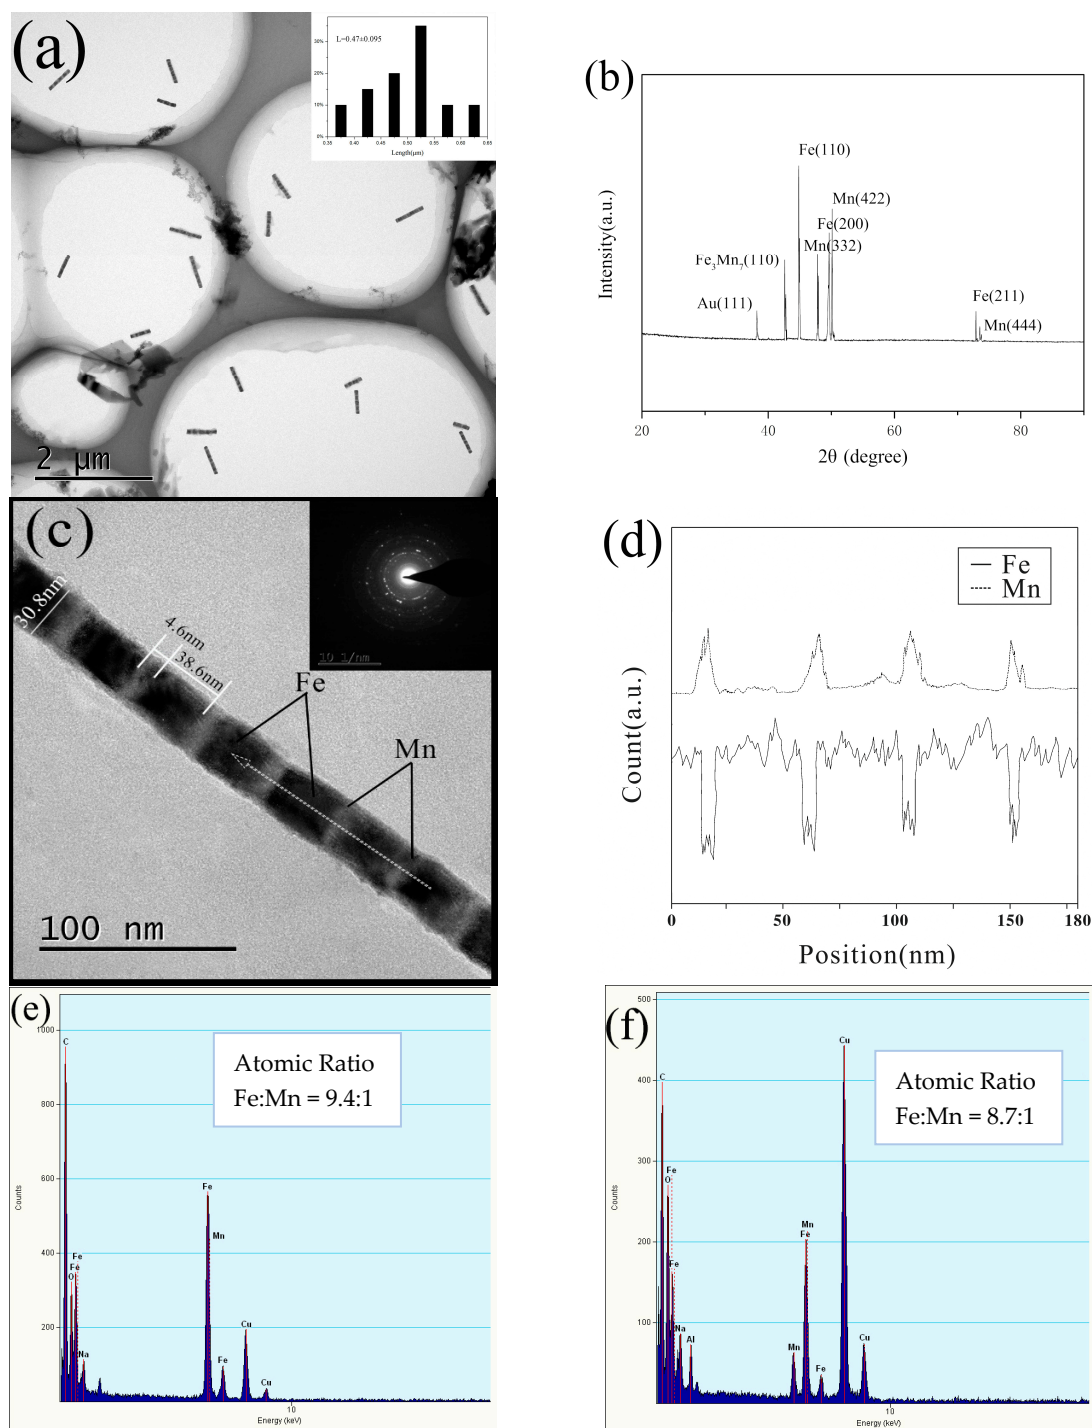 (a)
L=0.47±0.095
30%
20%
10%
0%
0.35 0.40 0.45 0.50 0.55 0.60 0.65
Length(μm)
2 μm
(b)
Intensity(a.u.)
Fe(110)
Mn(422)
Fe(200)
Mn(332)
Fe₃Mn₇(110)
Au(111)
Fe(211)
Mn(444)
20 40 60 80
2θ (degree)
(c)
30.8nm
4.6nm
38.6nm
Fe
Mn
10 1/nm
100 nm
(d)
Fe
Mn
Count(a.u.)
0 50 100 150 180
Position(nm)
(e)
Atomic Ratio
Fe:Mn = 9.4:1
1000
800
600
400
200
Counts
C
Fe
Fe
O
Na
Fe
Mn
Fe
Cu
Cu
10
Energy (keV)
(f)
Atomic Ratio
Fe:Mn = 8.7:1
500
400
300
200
100
Counts
C
Fe
O
Fe
Na
Al
Mn
Mn
Fe
Fe
Cu
Cu
10
Energy (keV)